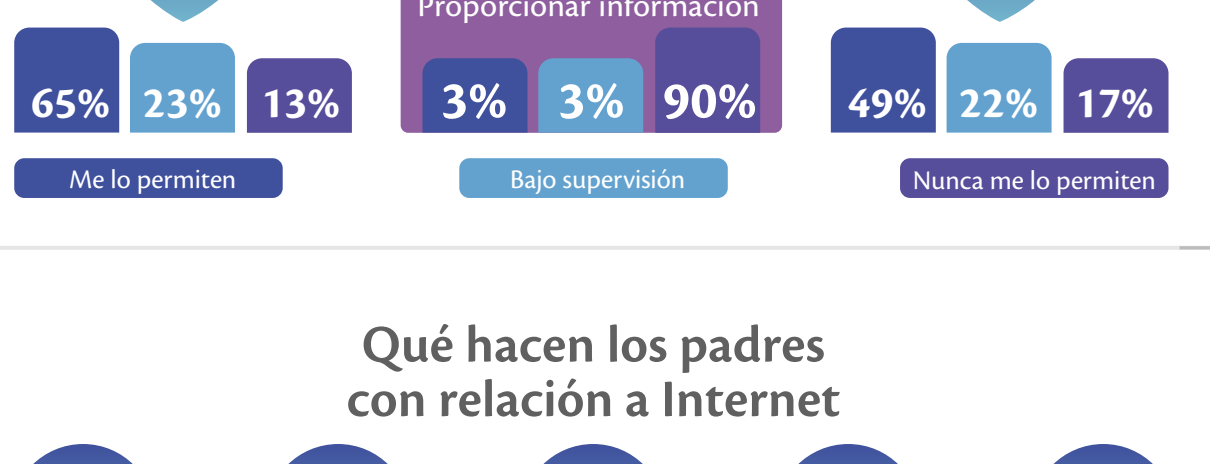 Proporcionar información
65% 23% 13%
3% 3% 90%
49% 22% 17%
Me lo permiten
Bajo supervisión
Nunca me lo permiten
Qué hacen los padres
con relación a Internet